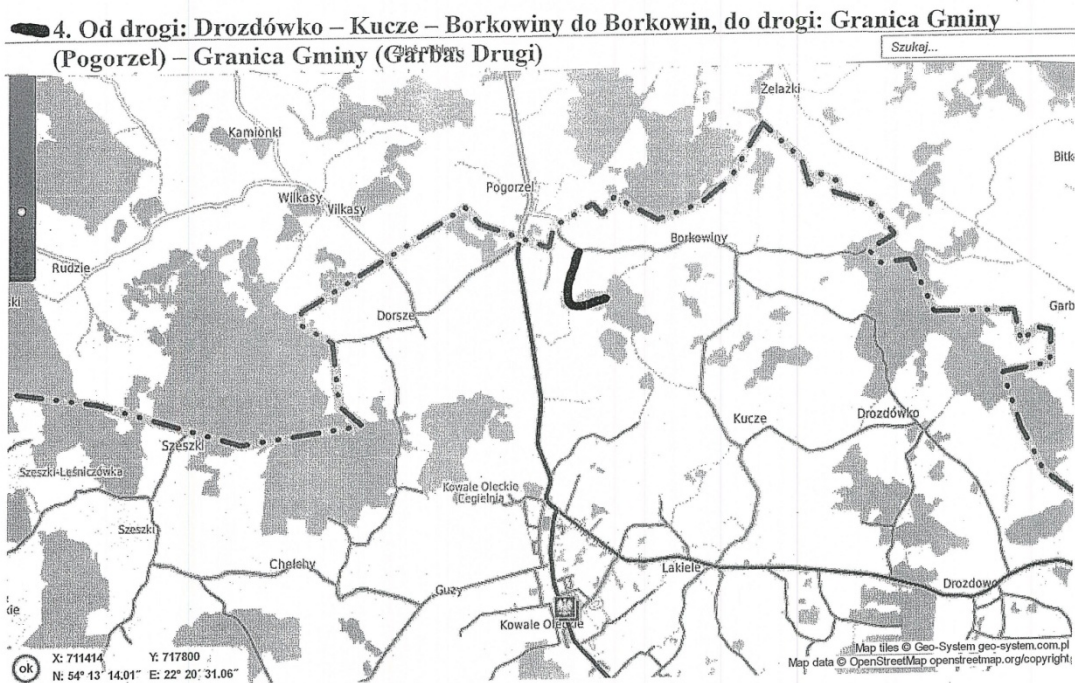 4. Od drogi: Drozdówko – Kucze – Borkowiny do Borkowin, do drogi: Granica Gminy
(Pogorzel) – Granica Gminy (Garbas Drugi)
Szukaj...
Żelazki
Kamionki
Bitk
Pogorzel
Wilkasy
Wilkasy
Borkowiny
Rudzie
ski
Garb
Dorsze
Kucze
Drozdówko
Szeszki
Szeszki-Leśniczówka
Kowale Oleckie
Cegielnia
Szeszki
Chełchy
Lakiele
Guzy
Drozdowo
kie
Kowale Oleckie
Map tiles © Geo-System geo-system.com.pl
X: 711414 Y: 717800
Map data © OpenStreetMap openstreetmap.org/copyright
ok
N: 54° 13' 14.01" E: 22° 20' 31.06"